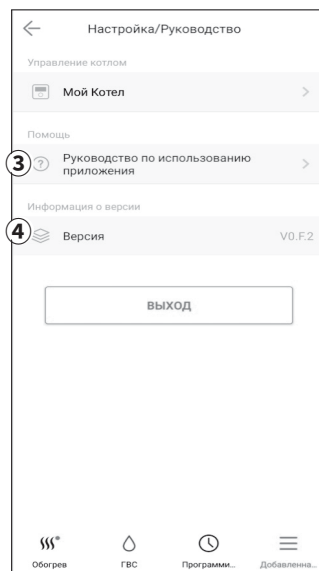 Настройка/Руководство
Управление котлом
Мой Котел
Помощь
③ Руководство по использованию
приложения
Информация о версии
④ Версия V0.F.2
ВЫХОД
Обогрев ГВС Программи... Добавленна...